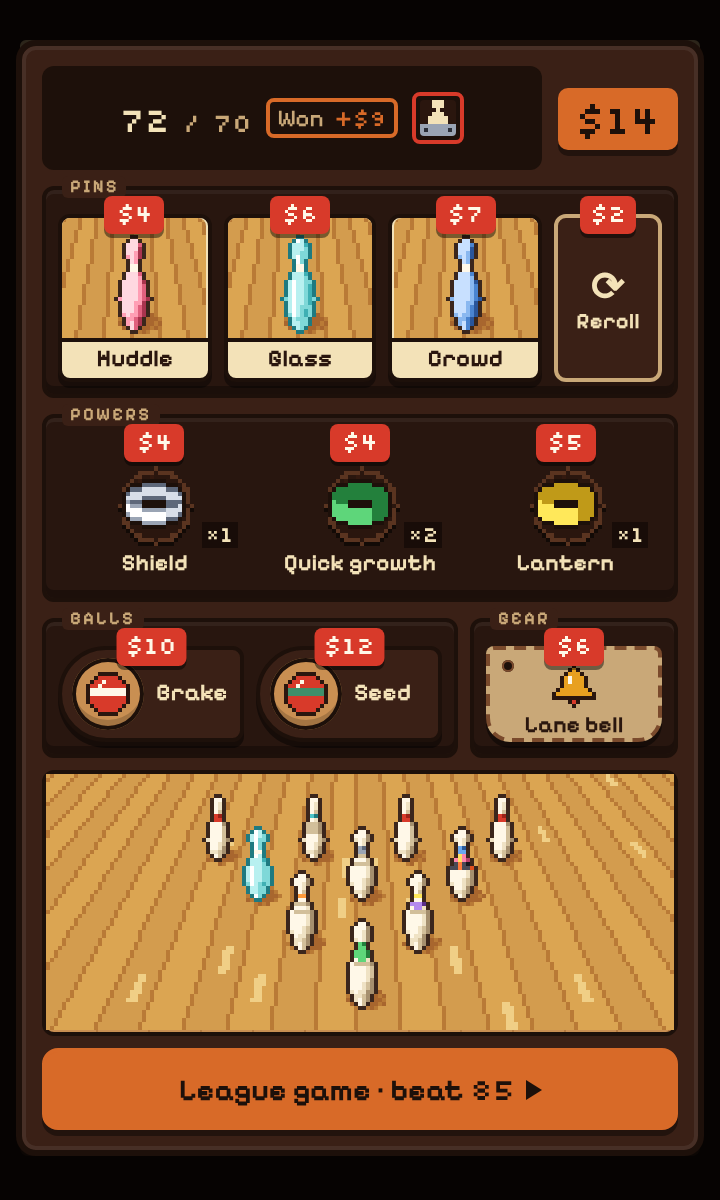 72 / 70 Won +$9
$14
PINS
$4 $6 $7 $2
Huddle Glass Crowd Reroll
POWERS
$4 $4 $5
×1 ×2 ×1
Shield Quick growth Lantern
BALLS GEAR
$10 $12 $6
Brake Seed Lane bell
League game · beat 85 ▶